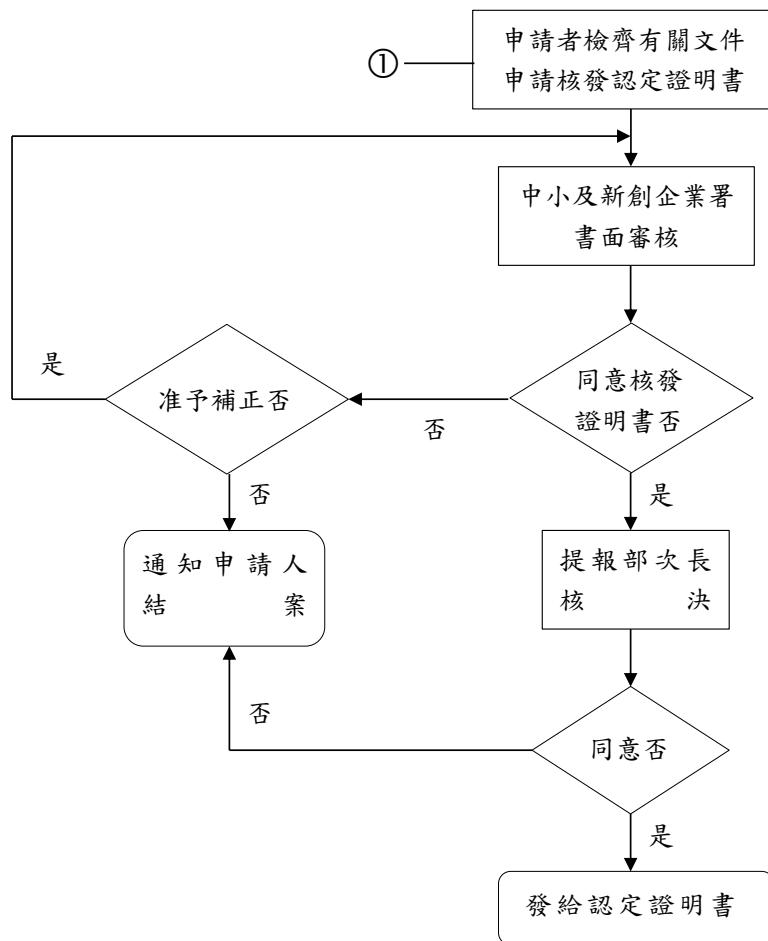 ①
申請者檢齊有關文件
申請核發認定證明書
中小及新創企業署
書面審核
是
准予補正否
否
同意核發
證明書否
否
是
通知申請人
結案
提報部次長
核決
否
同意否
是
發給認定證明書